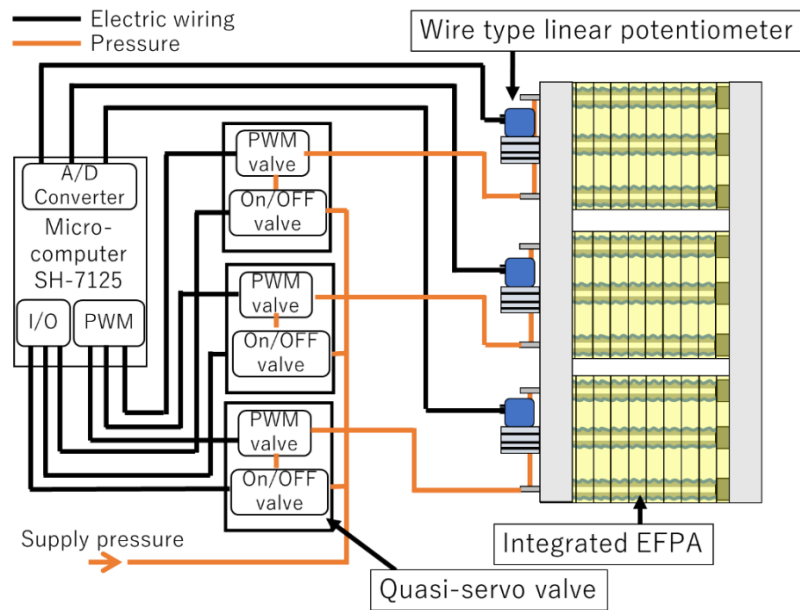 Electric wiring
Pressure
Wire type linear potentiometer
A/D
Converter
Micro-
computer
SH-7125
I/O
PWM
PWM
valve
On/OFF
valve
PWM
valve
On/OFF
valve
PWM
valve
On/OFF
valve
Supply pressure
Integrated EFPA
Quasi-servo valve